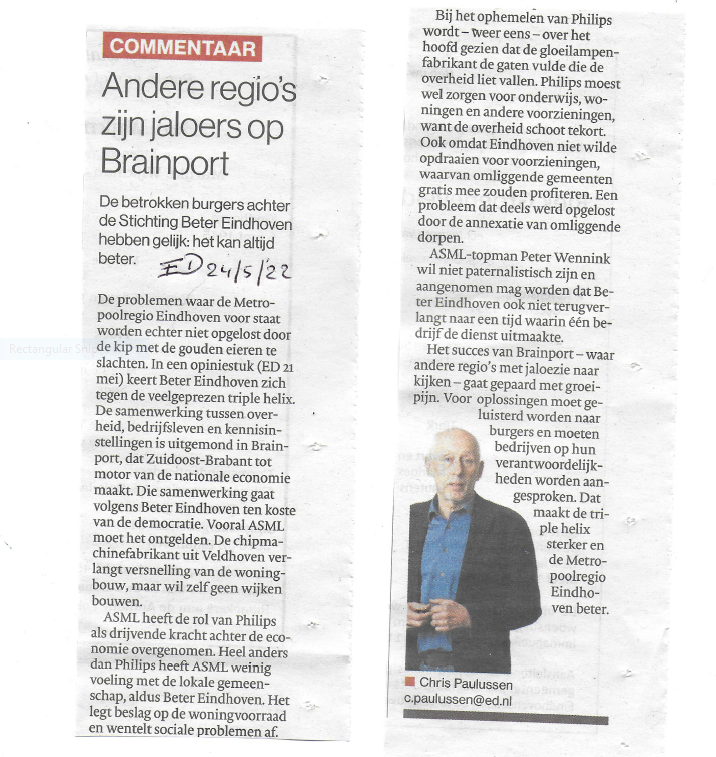 COMMENTAAR
Andere regio's
zijn jaloers op
Brainport
De betrokken burgers achter
de Stichting Beter Eindhoven
hebben gelijk: het kan altijd
beter.
ED 24/5/'22
De problemen waar de Metro-
poolregio Eindhoven voor staat
worden echter niet opgelost door
de kip met de gouden eieren te
slachten. In een opiniestuk (ED 21
mei) keert Beter Eindhoven zich
tegen de veelgeprezen triple helix.
De samenwerking tussen over-
heid, bedrijfsleven en kennisin-
stellingen is uitgemond in Brain-
port, dat Zuidoost-Brabant tot
motor van de nationale economie
maakt. Die samenwerking gaat
volgens Beter Eindhoven ten koste
van de democratie. Vooral ASML
moet het ontgelden. De chipma-
chinefabrikant uit Veldhoven ver-
langt versnelling van de woning-
bouw, maar wil zelf geen wijken
bouwen.
ASML heeft de rol van Philips
als drijvende kracht achter de eco-
nomie overgenomen. Heel anders
dan Philips heeft ASML weinig
voeling met de lokale gemeen-
schap, aldus Beter Eindhoven. Het
legt beslag op de woningvoorraad
en wentelt sociale problemen af.
Bij het ophemelen van Philips
wordt – weer eens – over het
hoofd gezien dat de gloeilampen-
fabrikant de gaten vulde die de
overheid liet vallen. Philips moest
wel zorgen voor onderwijs, wo-
ningen en andere voorzieningen,
want de overheid schoot tekort.
Ook omdat Eindhoven niet wilde
opdraaien voor voorzieningen,
waarvan omliggende gemeenten
gratis mee zouden profiteren. Een
probleem dat deels werd opgelost
door de annexatie van omliggende
dorpen.
ASML-topman Peter Wennink
wil niet paternalistisch zijn en
aangenomen mag worden dat Be-
ter Eindhoven ook niet terugver-
langt naar een tijd waarin één be-
drijf de dienst uitmaakte.
Het succes van Brainport – waar
andere regio's met jaloezie naar
kijken – gaat gepaard met groei-
pijn. Voor oplossingen moet ge-
luisterd worden naar
burgers en moeten
bedrijven op hun
verantwoordelijk-
heden worden aan-
gesproken. Dat
maakt de tri-
ple helix
sterker en
de Metro-
poolregio
Eindho-
ven beter.
Chris Paulussen
c.paulussen@ed.nl